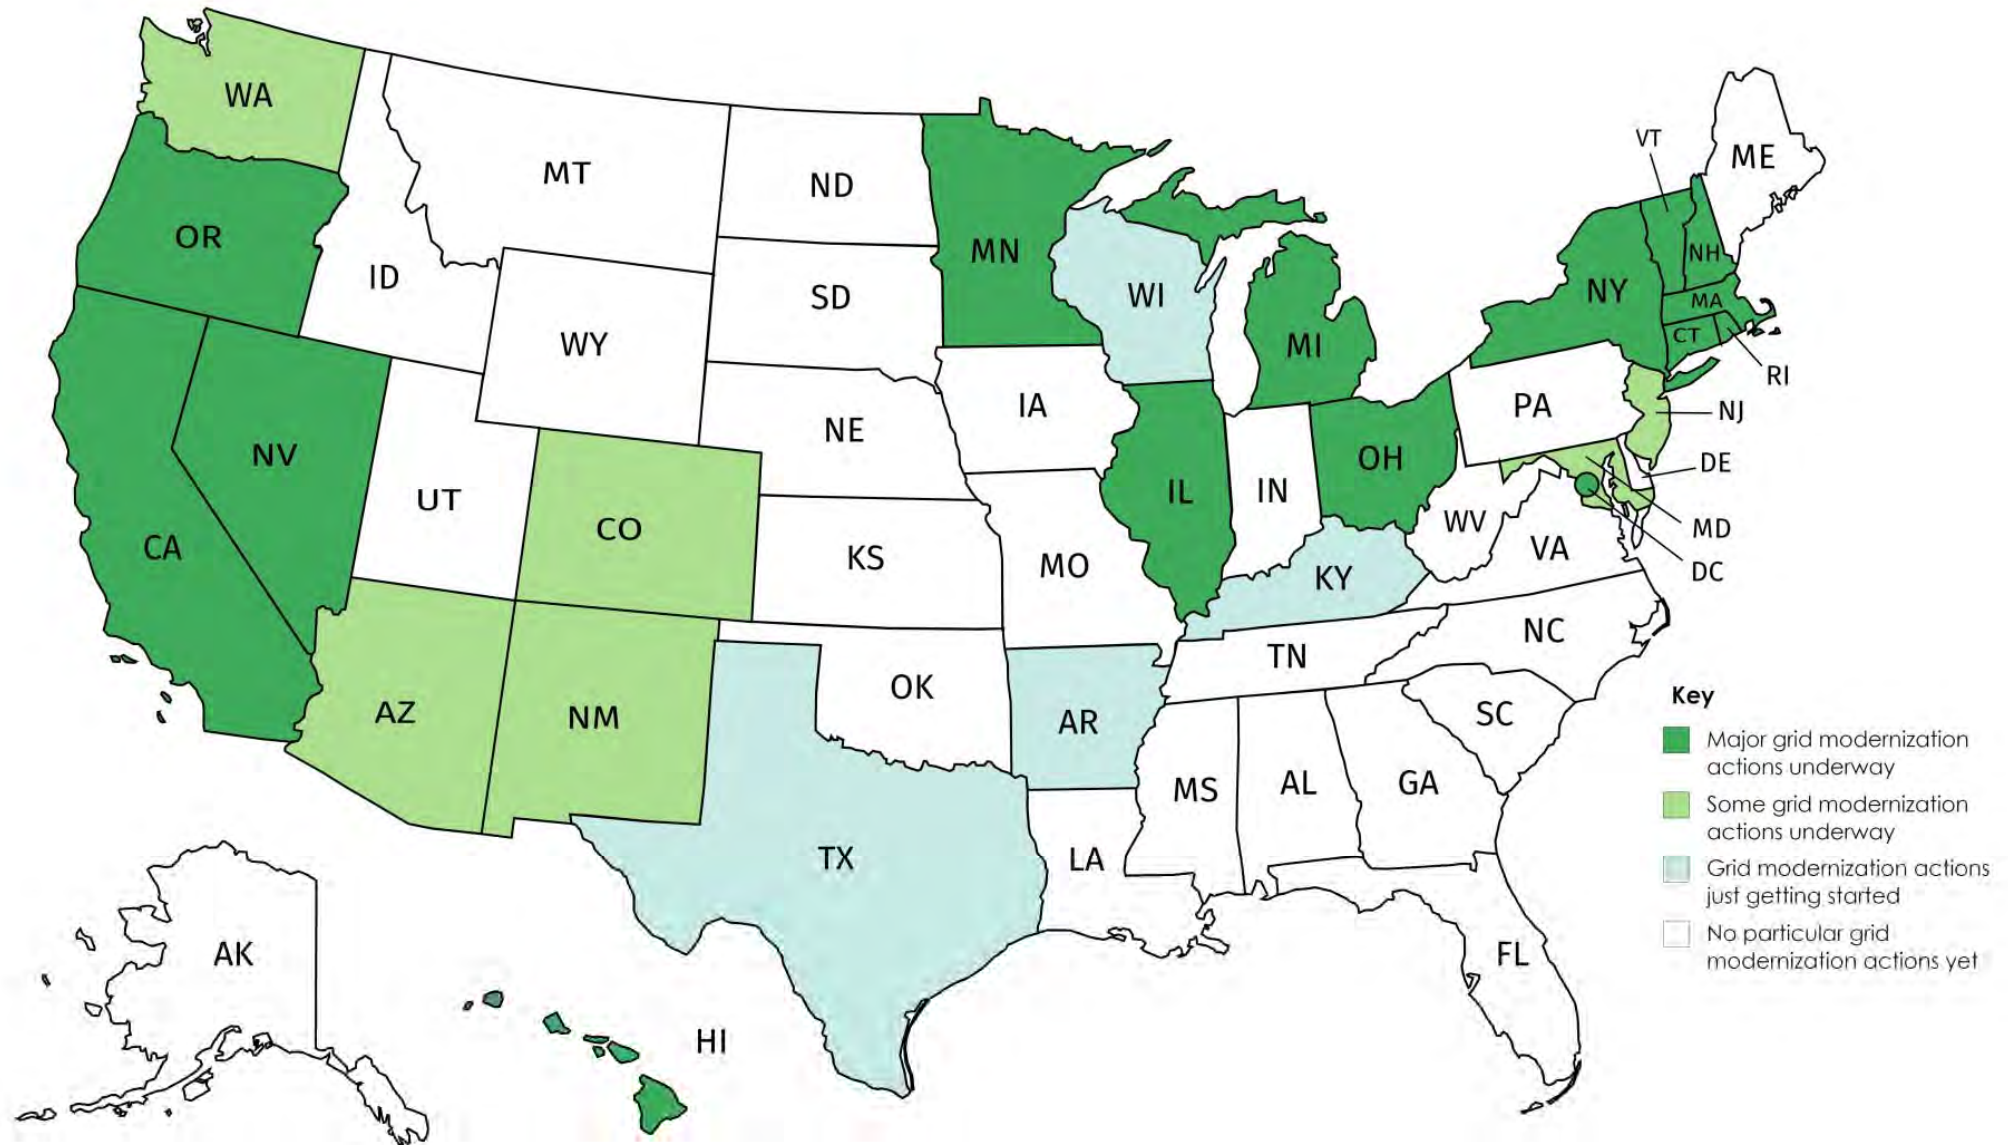 WA
MT
ND
VT
ME
OR
MN
ID
SD
WI
NH
NY
MA
WY
MI
CT
RI
IA
PA
NJ
NE
NV
OH
DE
UT
IL
IN
CO
WV
MD
CA
KS
MO
KY
VA
DC
NC
TN
OK
AZ
NM
AR
SC
MS
AL
GA
TX
LA
AK
FL
HI
Key
Major grid modernization
actions underway
Some grid modernization
actions underway
Grid modernization actions
just getting started
No particular grid
modernization actions yet